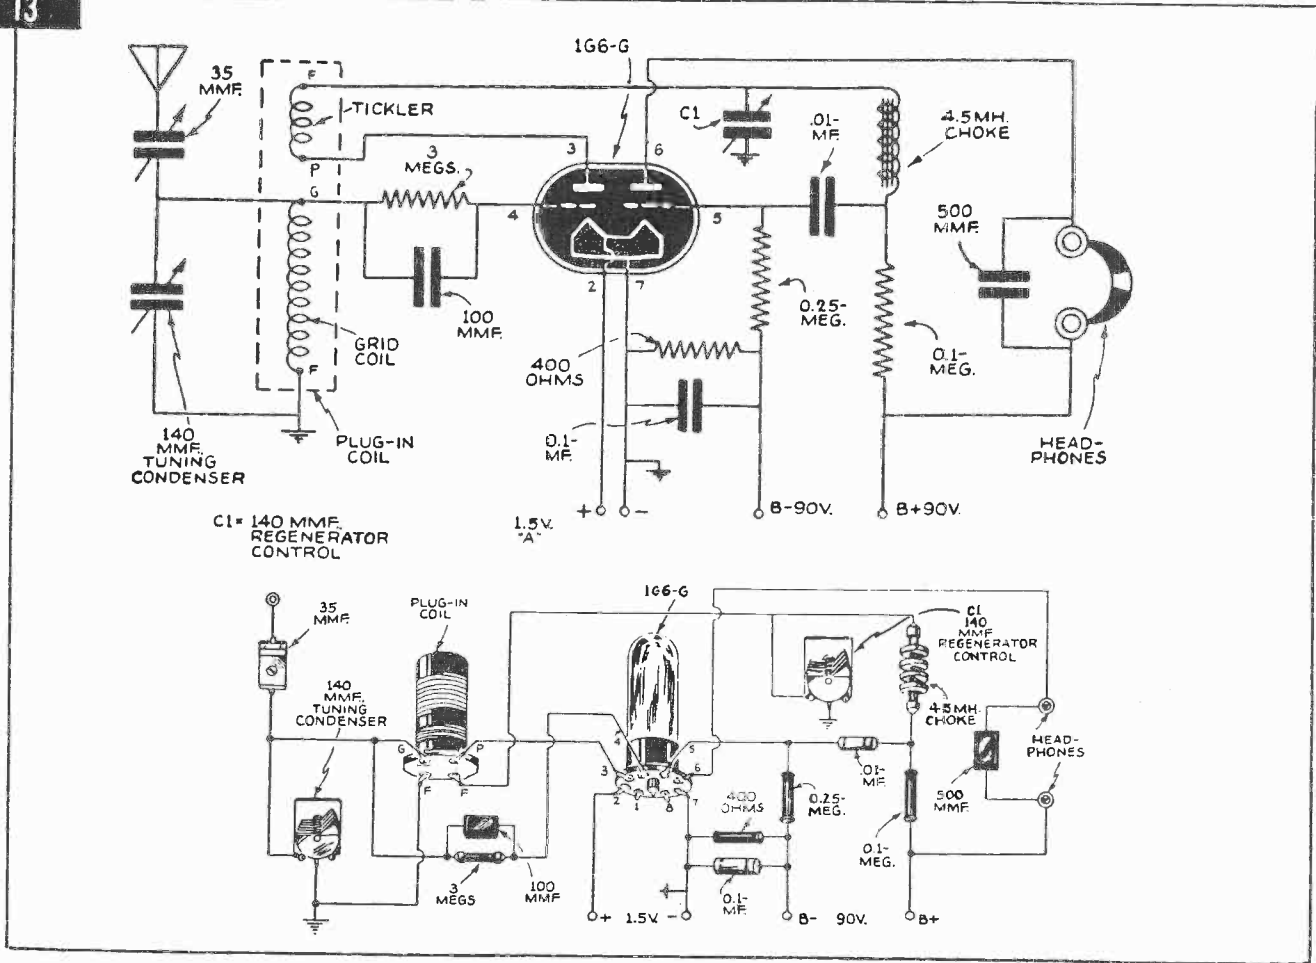 13
1G6-G
35
MMF.
F
TICKLER
P
G
3
MEGS.
3
6
4
5
2
7
C1
.01-
MF.
4.5 MH.
CHOKE
500
MMF.
100
MMF.
GRID
COIL
F
PLUG-IN
COIL
140
MMF.
TUNING
CONDENSER
400
OHMS
0.1-
MF.
0.25-
MEG.
0.1-
MEG.
HEAD-
PHONES
+
-
1.5 V.
"A"
B-90V.
B+90V.
C1= 140 MMF.
REGENERATOR
CONTROL
35
MMF.
PLUG-IN
COIL
1G6-G
C1
140
MMF
REGENERATOR
CONTROL
140
MMF.
TUNING
CONDENSER
G
P
F
F
4
5
3
6
2
1
8
7
4.5 MH.
CHOKE
HEAD-
PHONES
.01-
MF.
500
MMF.
400
OHMS
0.25-
MEG.
0.1-
MEG.
3
MEGS
100
MMF
0.1-
MF.
+ 1.5V. -
B- 90V. B+